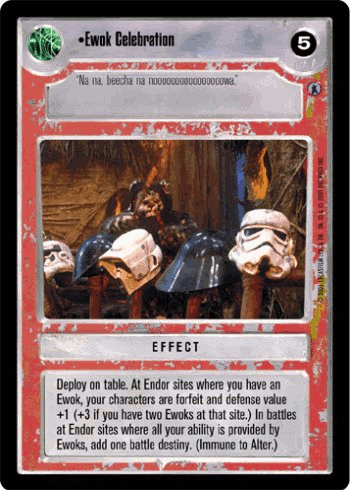 •Ewok Celebration
5
"Na na, beecha na nooooooooooooooowa."
EFFECT
Deploy on table. At Endor sites where you have an
Ewok, your characters are forfeit and defense value
+1 (+3 if you have two Ewoks at that site.) In battles
at Endor sites where all your ability is provided by
Ewoks, add one battle destiny. (Immune to Alter.)